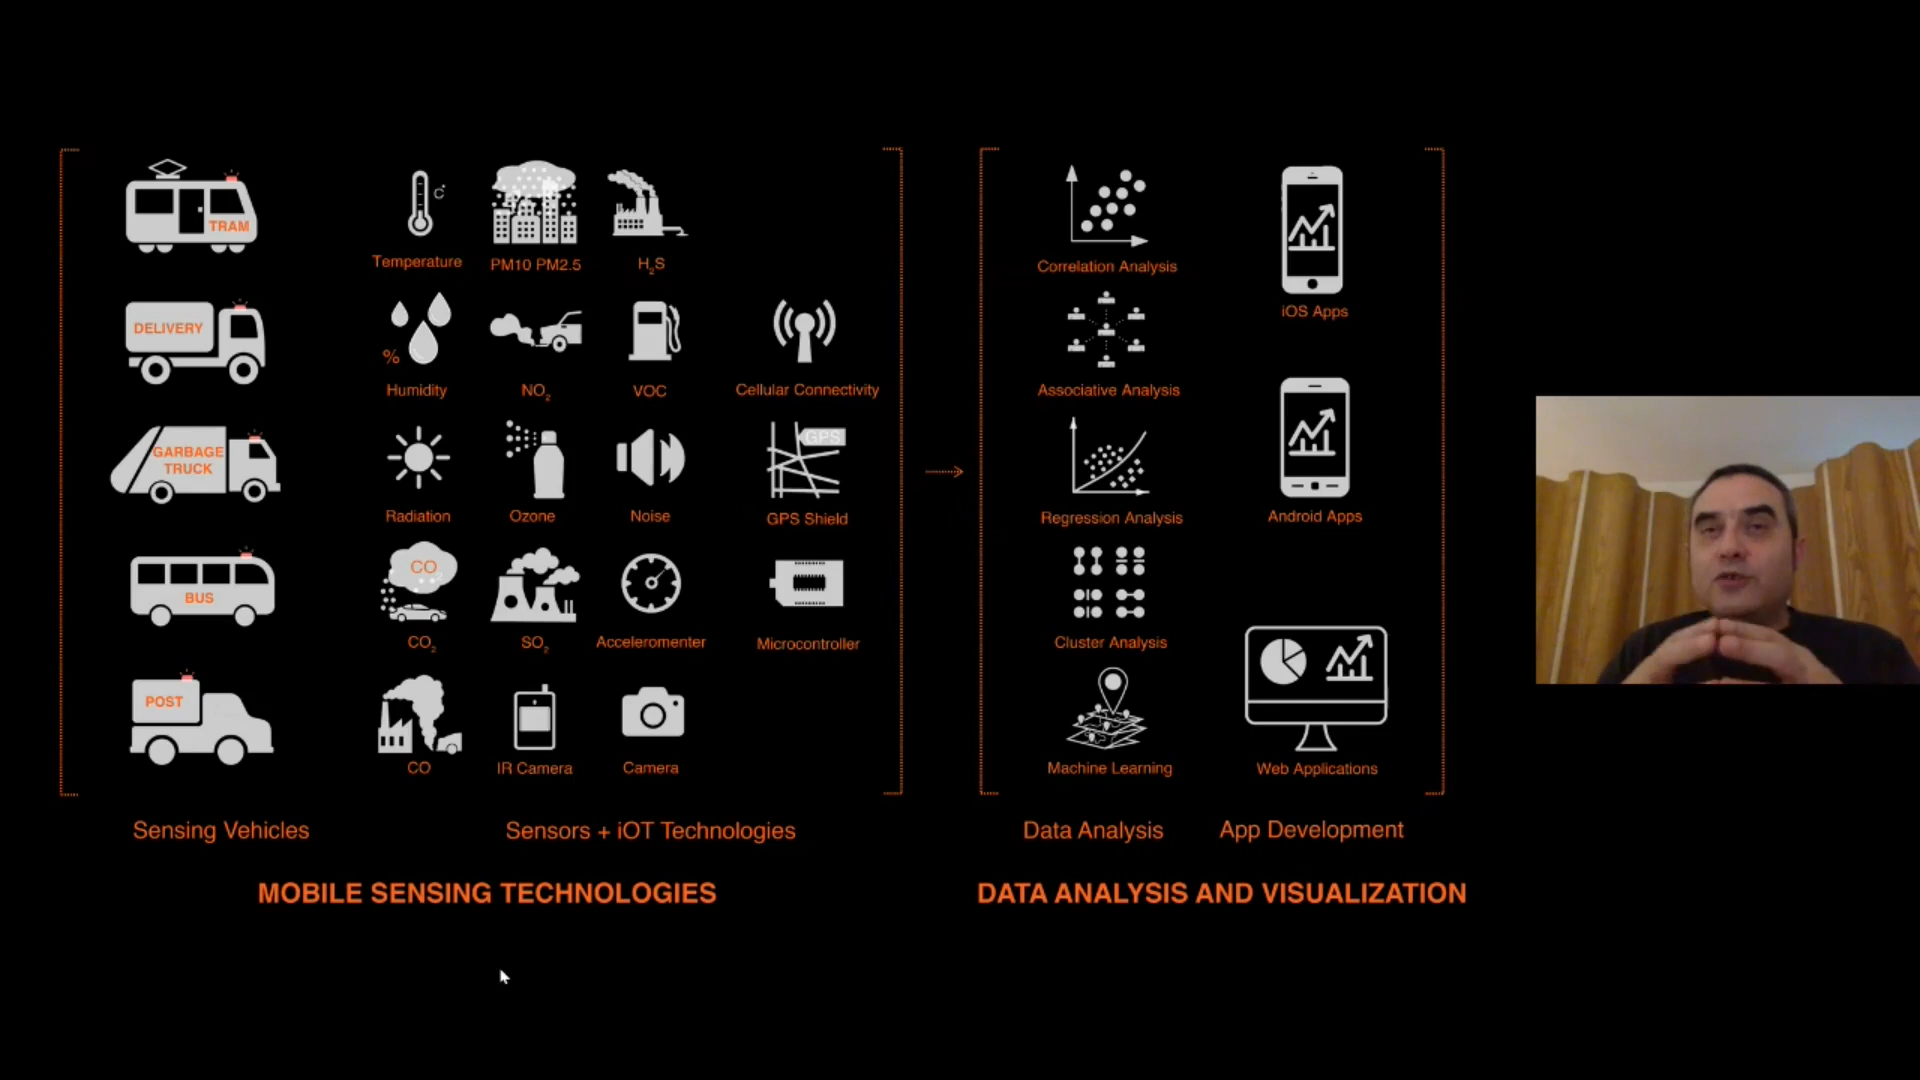 TRAM
C°
Temperature
PM10 PM2.5
H₂S
Correlation Analysis
iOS Apps
DELIVERY
%
Humidity
NO₂
VOC
Cellular Connectivity
Associative Analysis
GARBAGE
TRUCK
GPS
Radiation
Ozone
Noise
GPS Shield
Regression Analysis
Android Apps
BUS
CO
CO₂
SO₂
Acceleromenter
Microcontroller
Cluster Analysis
POST
CO
IR Camera
Camera
Machine Learning
Web Applications
Sensing Vehicles
Sensors + iOT Technologies
Data Analysis
App Development
MOBILE SENSING TECHNOLOGIES
DATA ANALYSIS AND VISUALIZATION